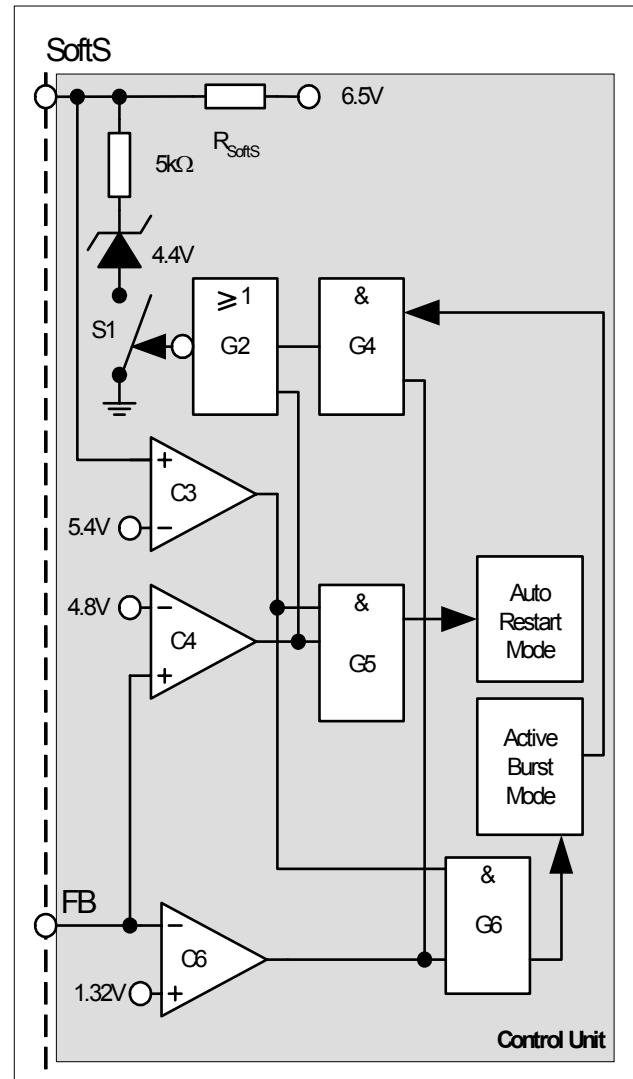 SoftS
6.5V
R_SoftS
5kΩ
4.4V
S1
≥1
G2
&
G4
+
C3
5.4V
−
4.8V
−
C4
+
&
G5
Auto
Restart
Mode
Active
Burst
Mode
FB
&
G6
−
C6
1.32V
+
Control Unit